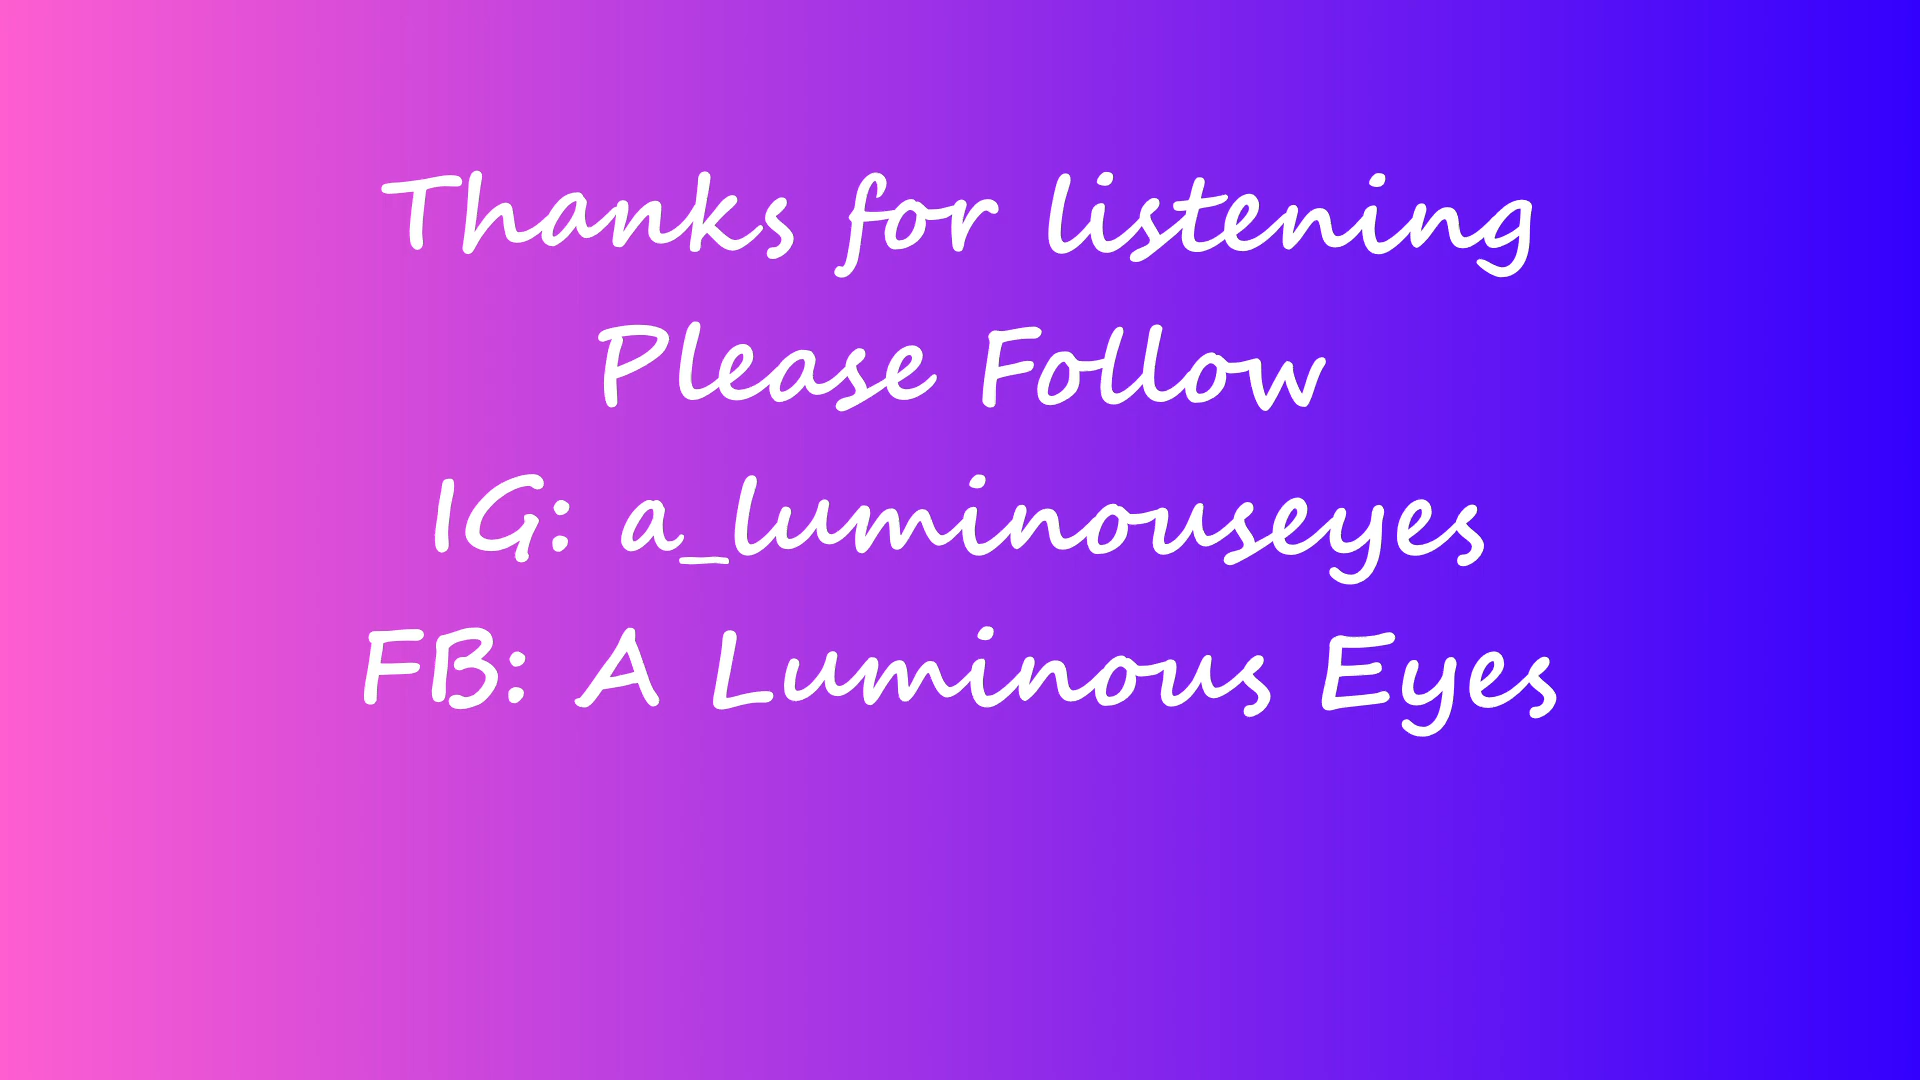 Thanks for listening
Please Follow
IG: a_luminouseyes
FB: A Luminous Eyes